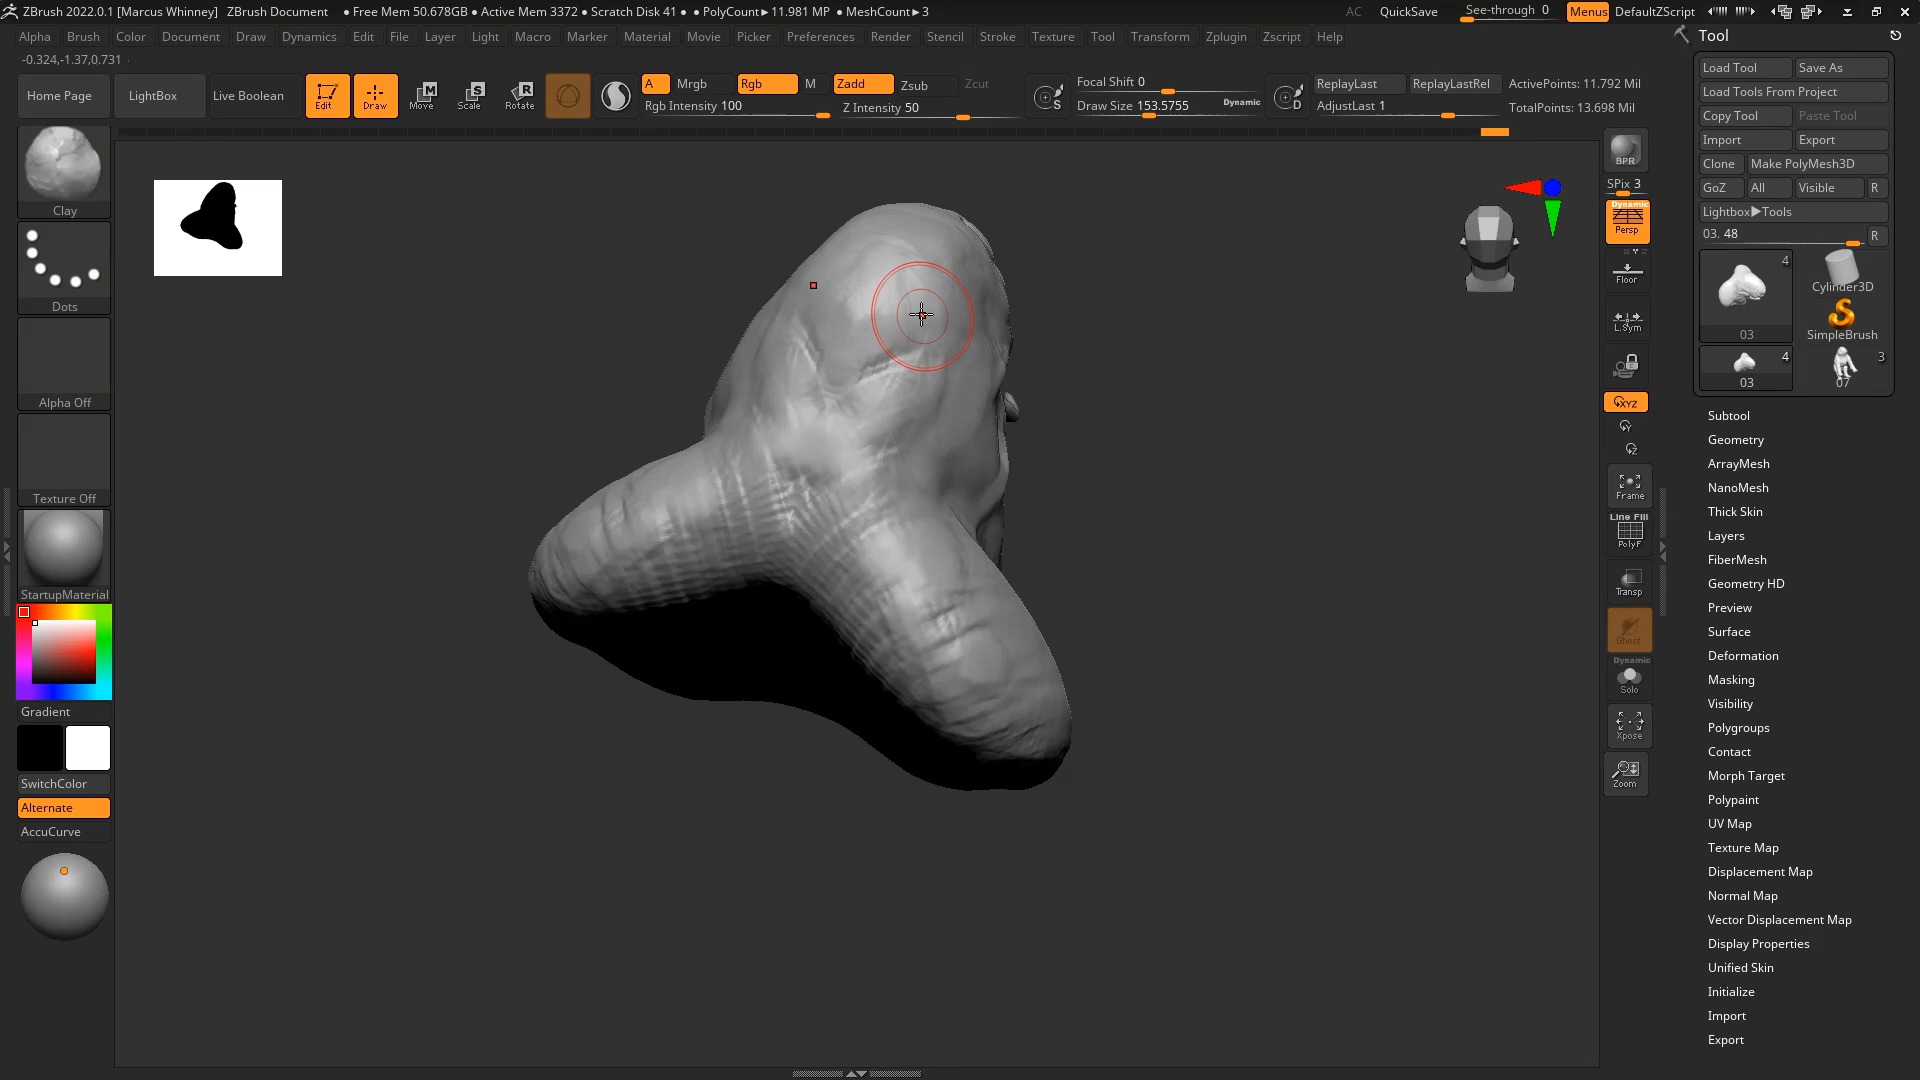 ZBrush 2022.0.1 [Marcus Whinney] ZBrush Document ● Free Mem 50.678GB ● Active Mem 3372 ● Scratch Disk 41 ● ● PolyCount ▸ 11.981 MP ● MeshCount ▸ 3 AC QuickSave See-through 0 Menus DefaultZScript
Alpha Brush Color Document Draw Dynamics Edit File Layer Light Macro Marker Material Movie Picker Preferences Render Stencil Stroke Texture Tool Transform Zplugin Zscript Help
-0.324,-1.37,0.731
Home Page LightBox Live Boolean Edit Draw Move Scale Rotate
M S R
A Mrgb Rgb M Zadd Zsub Zcut
Rgb Intensity 100 Z Intensity 50
S Focal Shift 0
Draw Size 153.5755 Dynamic
D ReplayLast ReplayLastRel
AdjustLast 1
ActivePoints: 11.792 Mil
TotalPoints: 13.698 Mil
Clay
Dots
Alpha Off
Texture Off
StartupMaterial
Gradient
SwitchColor
Alternate
AccuCurve
BPR
SPix 3
Dynamic
Persp
Floor
L.Sym
XYZ
Y
Z
Frame
Line Fill
PolyF
Transp
Ghost
Dynamic
Solo
Xpose
Zoom
Tool
Load Tool Save As
Load Tools From Project
Copy Tool Paste Tool
Import Export
Clone Make PolyMesh3D
GoZ All Visible R
Lightbox▶Tools
03. 48 R
4
03 Cylinder3D
SimpleBrush
4 3
03 07
Subtool
Geometry
ArrayMesh
NanoMesh
Thick Skin
Layers
FiberMesh
Geometry HD
Preview
Surface
Deformation
Masking
Visibility
Polygroups
Contact
Morph Target
Polypaint
UV Map
Texture Map
Displacement Map
Normal Map
Vector Displacement Map
Display Properties
Unified Skin
Initialize
Import
Export